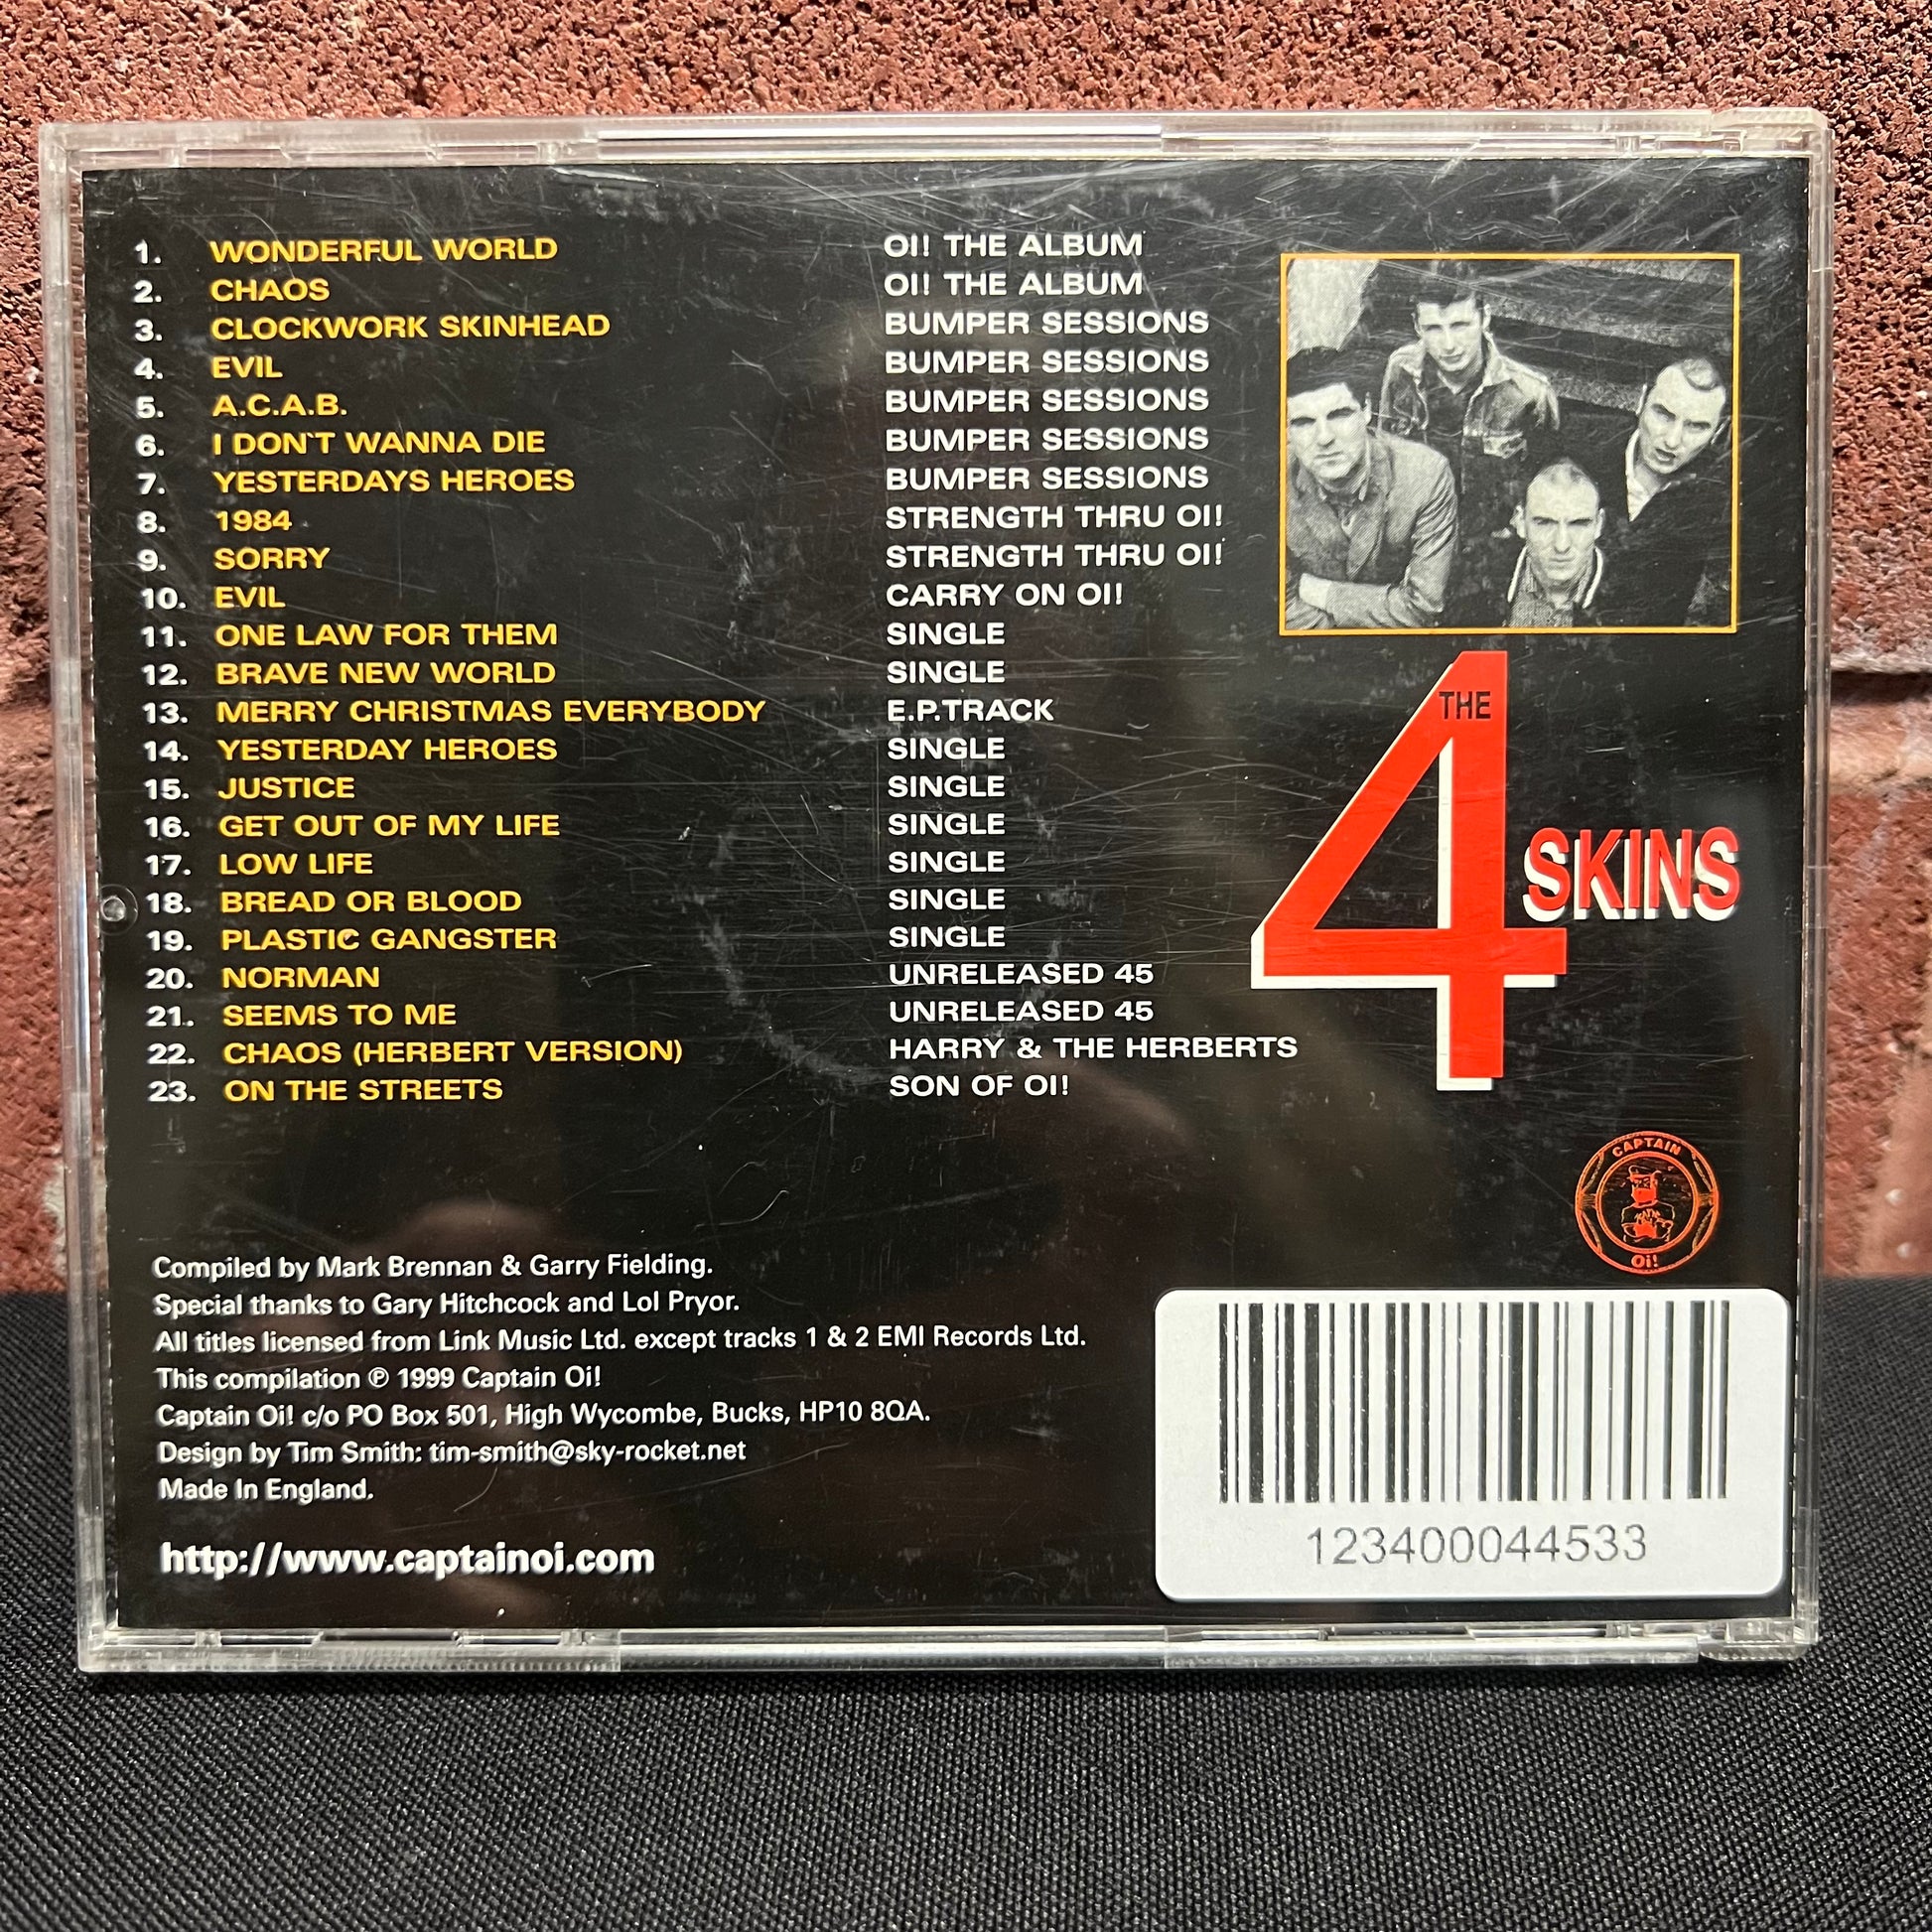 1. WONDERFUL WORLD OI! THE ALBUM
2. CHAOS OI! THE ALBUM
3. CLOCKWORK SKINHEAD BUMPER SESSIONS
4. EVIL BUMPER SESSIONS
5. A.C.A.B. BUMPER SESSIONS
6. I DON`T WANNA DIE BUMPER SESSIONS
7. YESTERDAYS HEROES BUMPER SESSIONS
8. 1984 STRENGTH THRU OI!
9. SORRY STRENGTH THRU OI!
10. EVIL CARRY ON OI!
11. ONE LAW FOR THEM SINGLE
12. BRAVE NEW WORLD SINGLE
13. MERRY CHRISTMAS EVERYBODY E.P.TRACK
14. YESTERDAY HEROES SINGLE
15. JUSTICE SINGLE
16. GET OUT OF MY LIFE SINGLE
17. LOW LIFE SINGLE
18. BREAD OR BLOOD SINGLE
19. PLASTIC GANGSTER SINGLE
20. NORMAN UNRELEASED 45
21. SEEMS TO ME UNRELEASED 45
22. CHAOS (HERBERT VERSION) HARRY & THE HERBERTS
23. ON THE STREETS SON OF OI!
THE
4
SKINS
CAPTAIN
Oi!
Compiled by Mark Brennan & Garry Fielding.
Special thanks to Gary Hitchcock and Lol Pryor.
All titles licensed from Link Music Ltd. except tracks 1 & 2 EMI Records Ltd.
This compilation ℗ 1999 Captain Oi!
Captain Oi! c/o PO Box 501, High Wycombe, Bucks, HP10 8QA.
Design by Tim Smith: tim-smith@sky-rocket.net
Made In England.
http://www.captainoi.com
123400044533